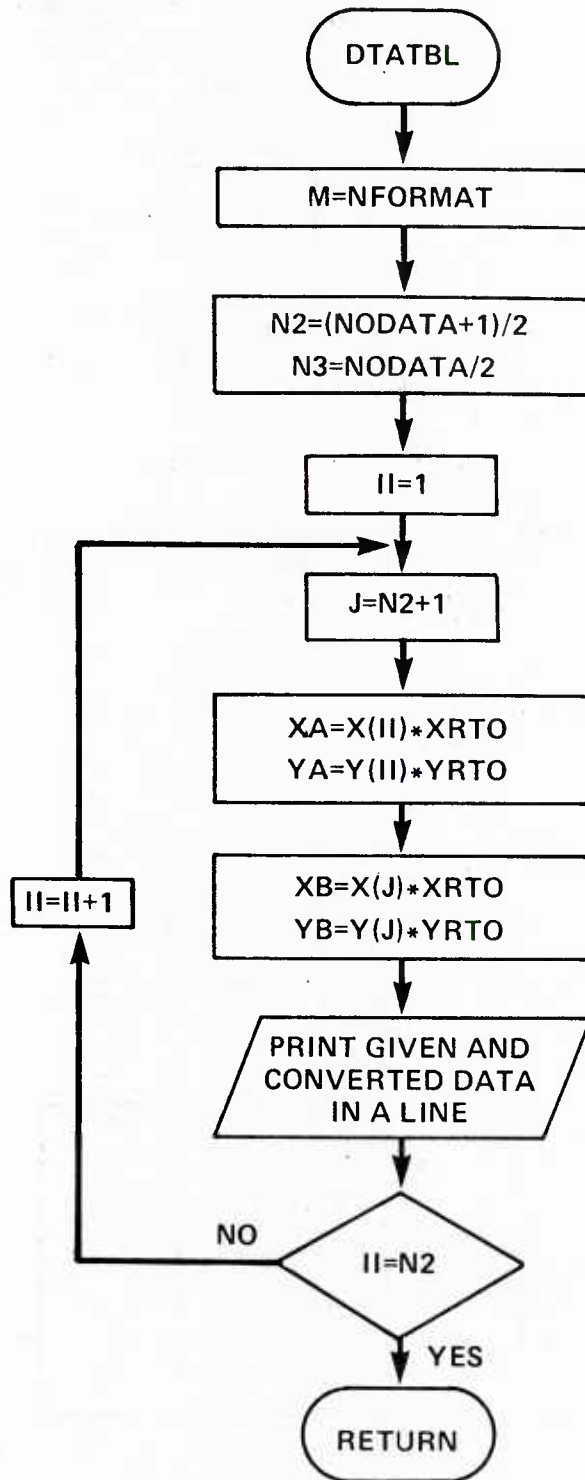 DTATBL
M=NFORMAT
N2=(NODATA+1)/2
N3=NODATA/2
II=1
J=N2+1
XA=X(II)*XRTO
YA=Y(II)*YRTO
XB=X(J)*XRTO
YB=Y(J)*YRTO
II=II+1
PRINT GIVEN AND
CONVERTED DATA
IN A LINE
NO
II=N2
YES
RETURN